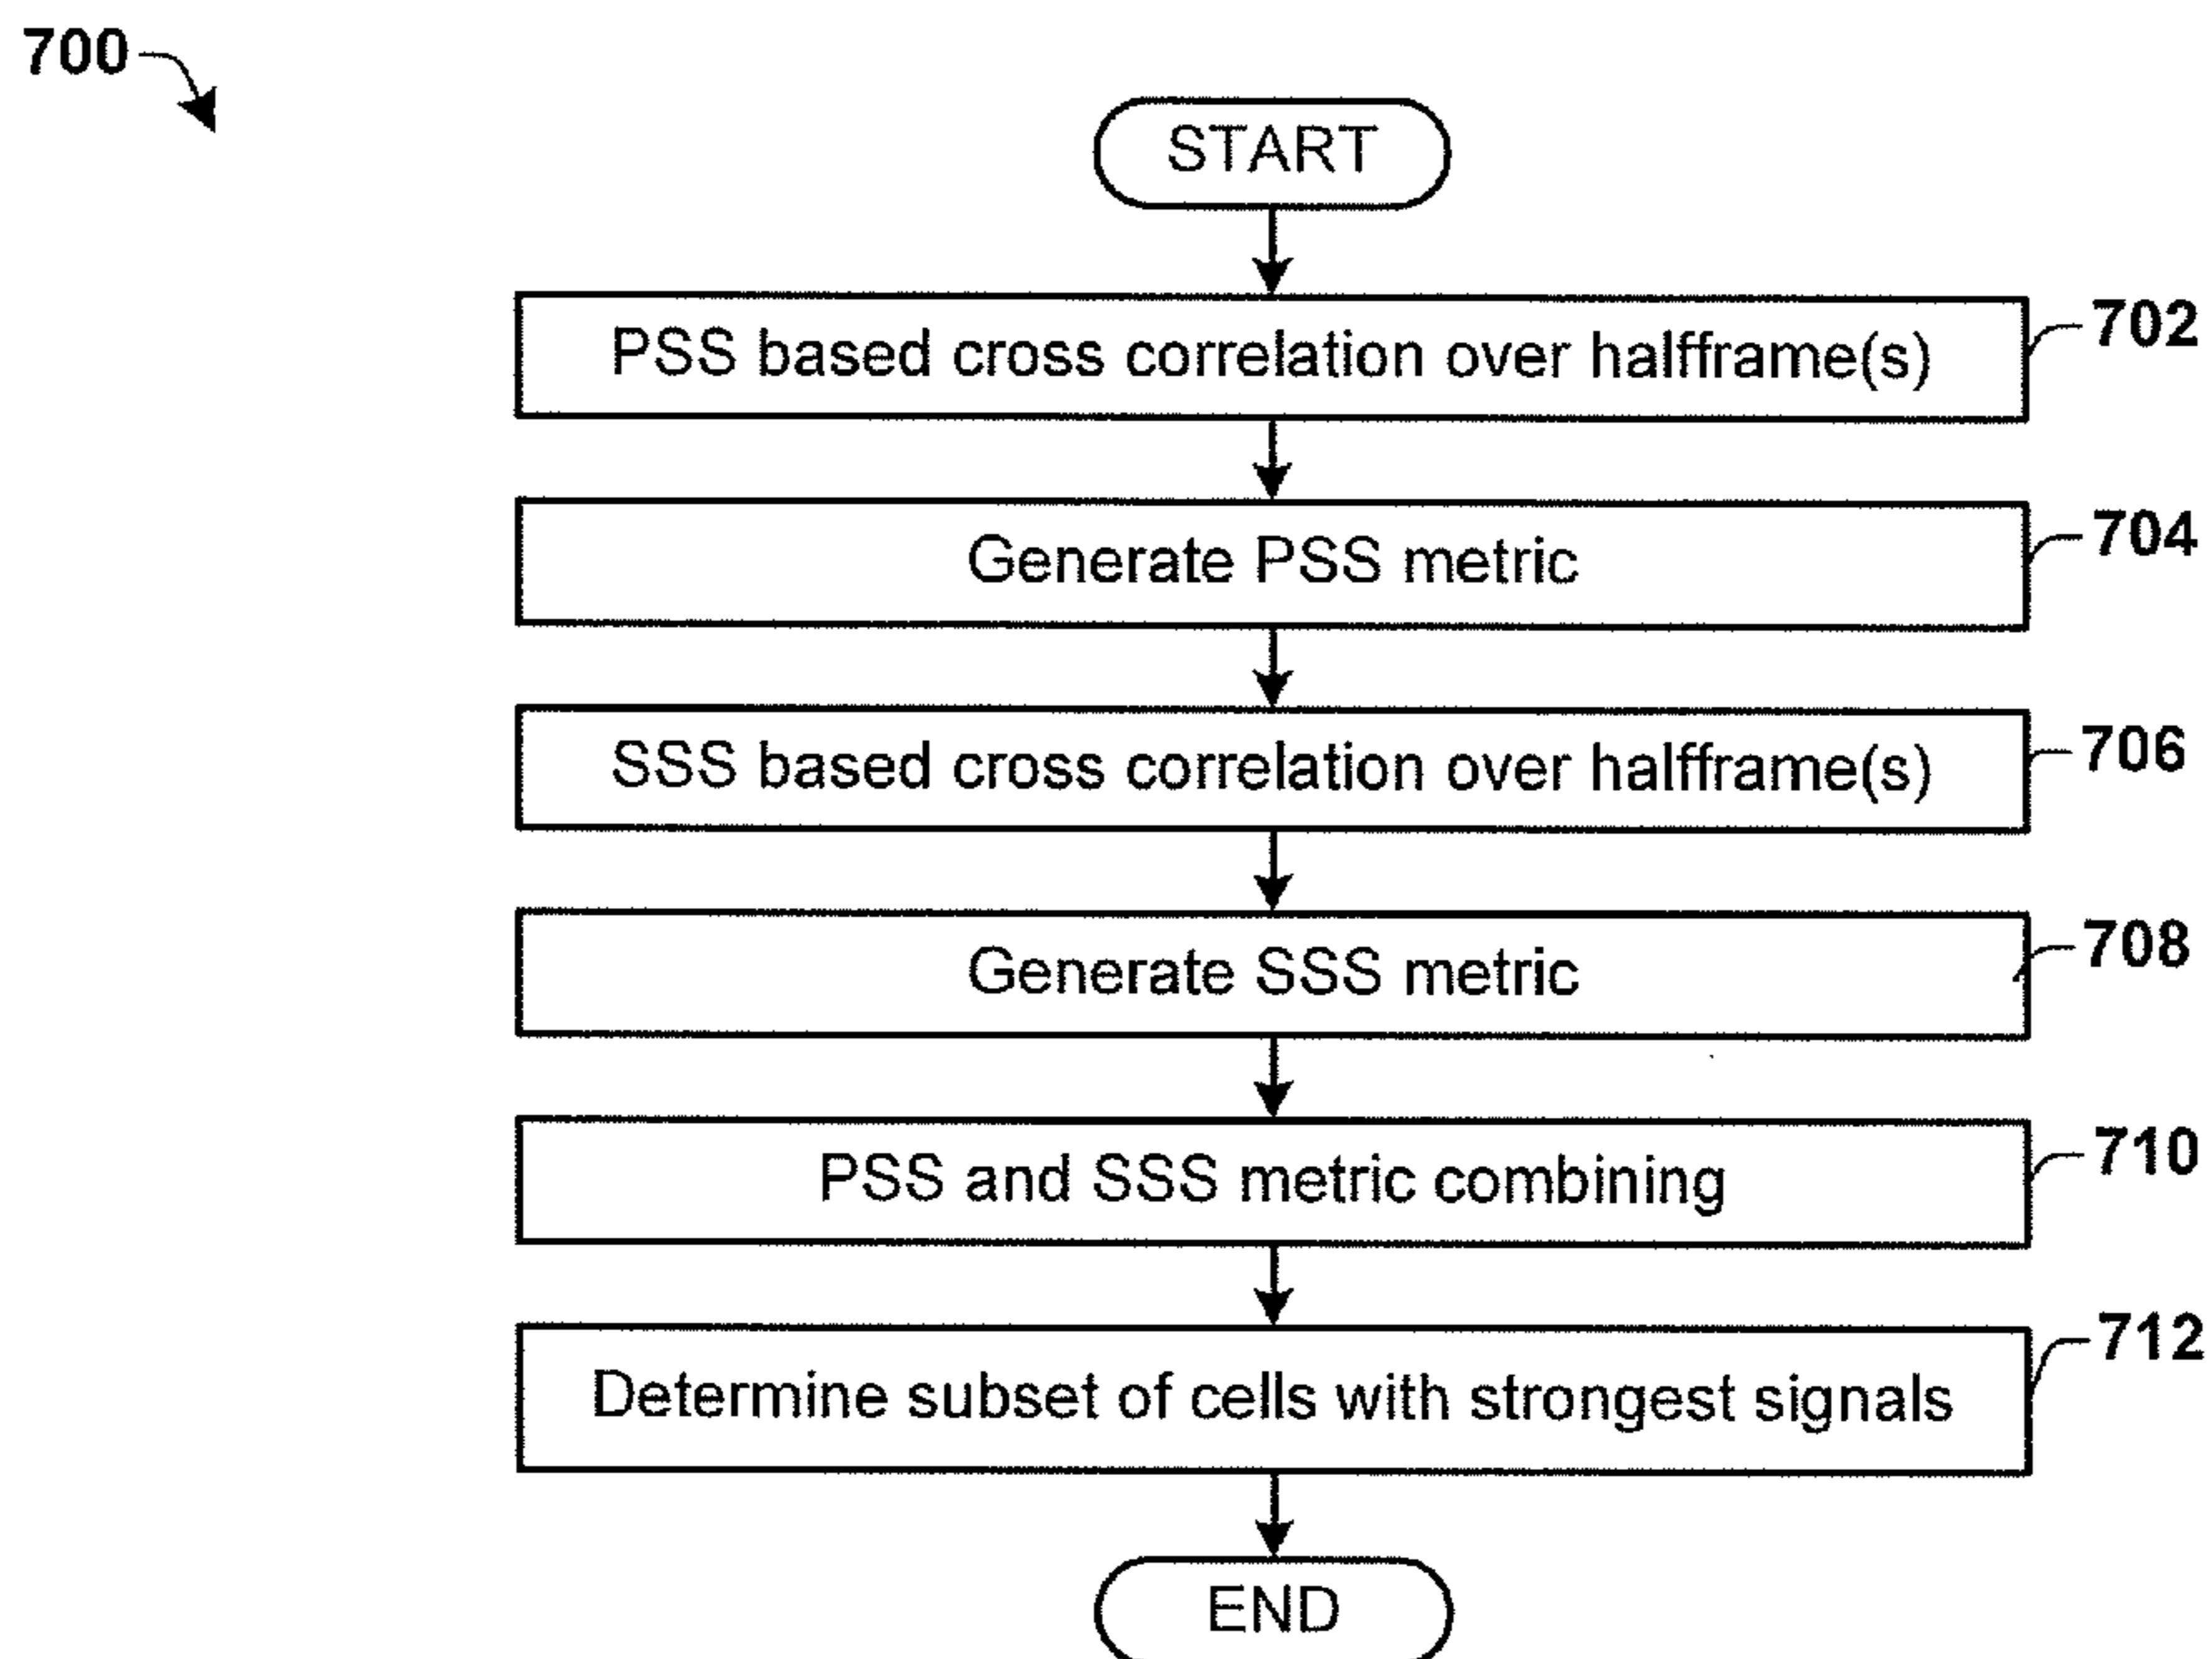 700
START
PSS based cross correlation over halfframe(s)
702
Generate PSS metric
704
SSS based cross correlation over halfframe(s)
706
Generate SSS metric
708
PSS and SSS metric combining
710
Determine subset of cells with strongest signals
712
END